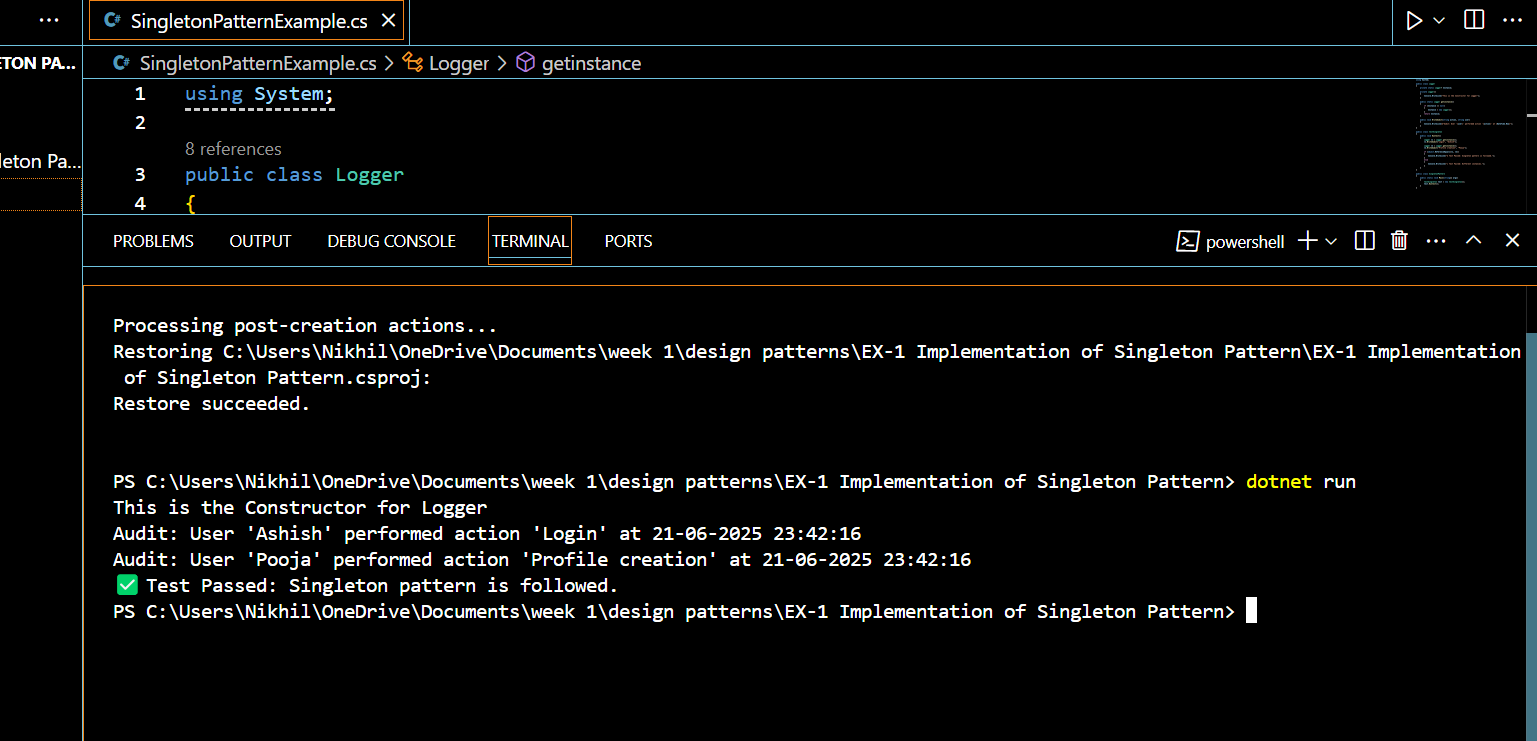 SingletonPatternExample.cs
ETON PA...
SingletonPatternExample.cs > Logger > getinstance
1 using System;
2
8 references
leton Pa...
3 public class Logger
4 {
PROBLEMS OUTPUT DEBUG CONSOLE TERMINAL PORTS powershell
Processing post-creation actions...
Restoring C:\Users\Nikhil\OneDrive\Documents\week 1\design patterns\EX-1 Implementation of Singleton Pattern\EX-1 Implementation
of Singleton Pattern.csproj:
Restore succeeded.
PS C:\Users\Nikhil\OneDrive\Documents\week 1\design patterns\EX-1 Implementation of Singleton Pattern> dotnet run
This is the Constructor for Logger
Audit: User 'Ashish' performed action 'Login' at 21-06-2025 23:42:16
Audit: User 'Pooja' performed action 'Profile creation' at 21-06-2025 23:42:16
✅ Test Passed: Singleton pattern is followed.
PS C:\Users\Nikhil\OneDrive\Documents\week 1\design patterns\EX-1 Implementation of Singleton Pattern>